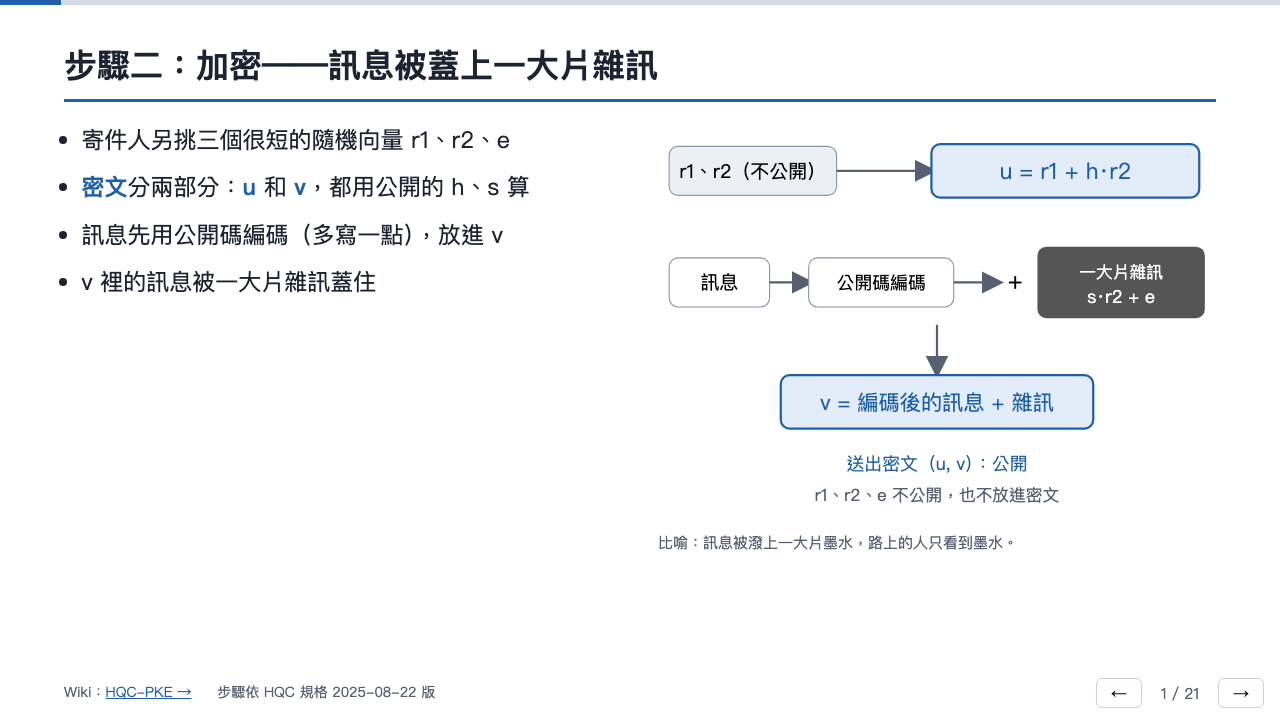 步驟二：加密——訊息被蓋上一大片雜訊
• 寄件人另挑三個很短的隨機向量 r1、r2、e
• 密文分兩部分：u 和 v，都用公開的 h、s 算
• 訊息先用公開碼編碼（多寫一點），放進 v
• v 裡的訊息被一大片雜訊蓋住
r1、r2（不公開）
u = r1 + h·r2
訊息
公開碼編碼
+
一大片雜訊
s·r2 + e
v = 編碼後的訊息 + 雜訊
送出密文（u, v）：公開
r1、r2、e 不公開，也不放進密文
比喻：訊息被潑上一大片墨水，路上的人只看到墨水。
Wiki：HQC-PKE → 步驟依 HQC 規格 2025-08-22 版
← 1 / 21 →